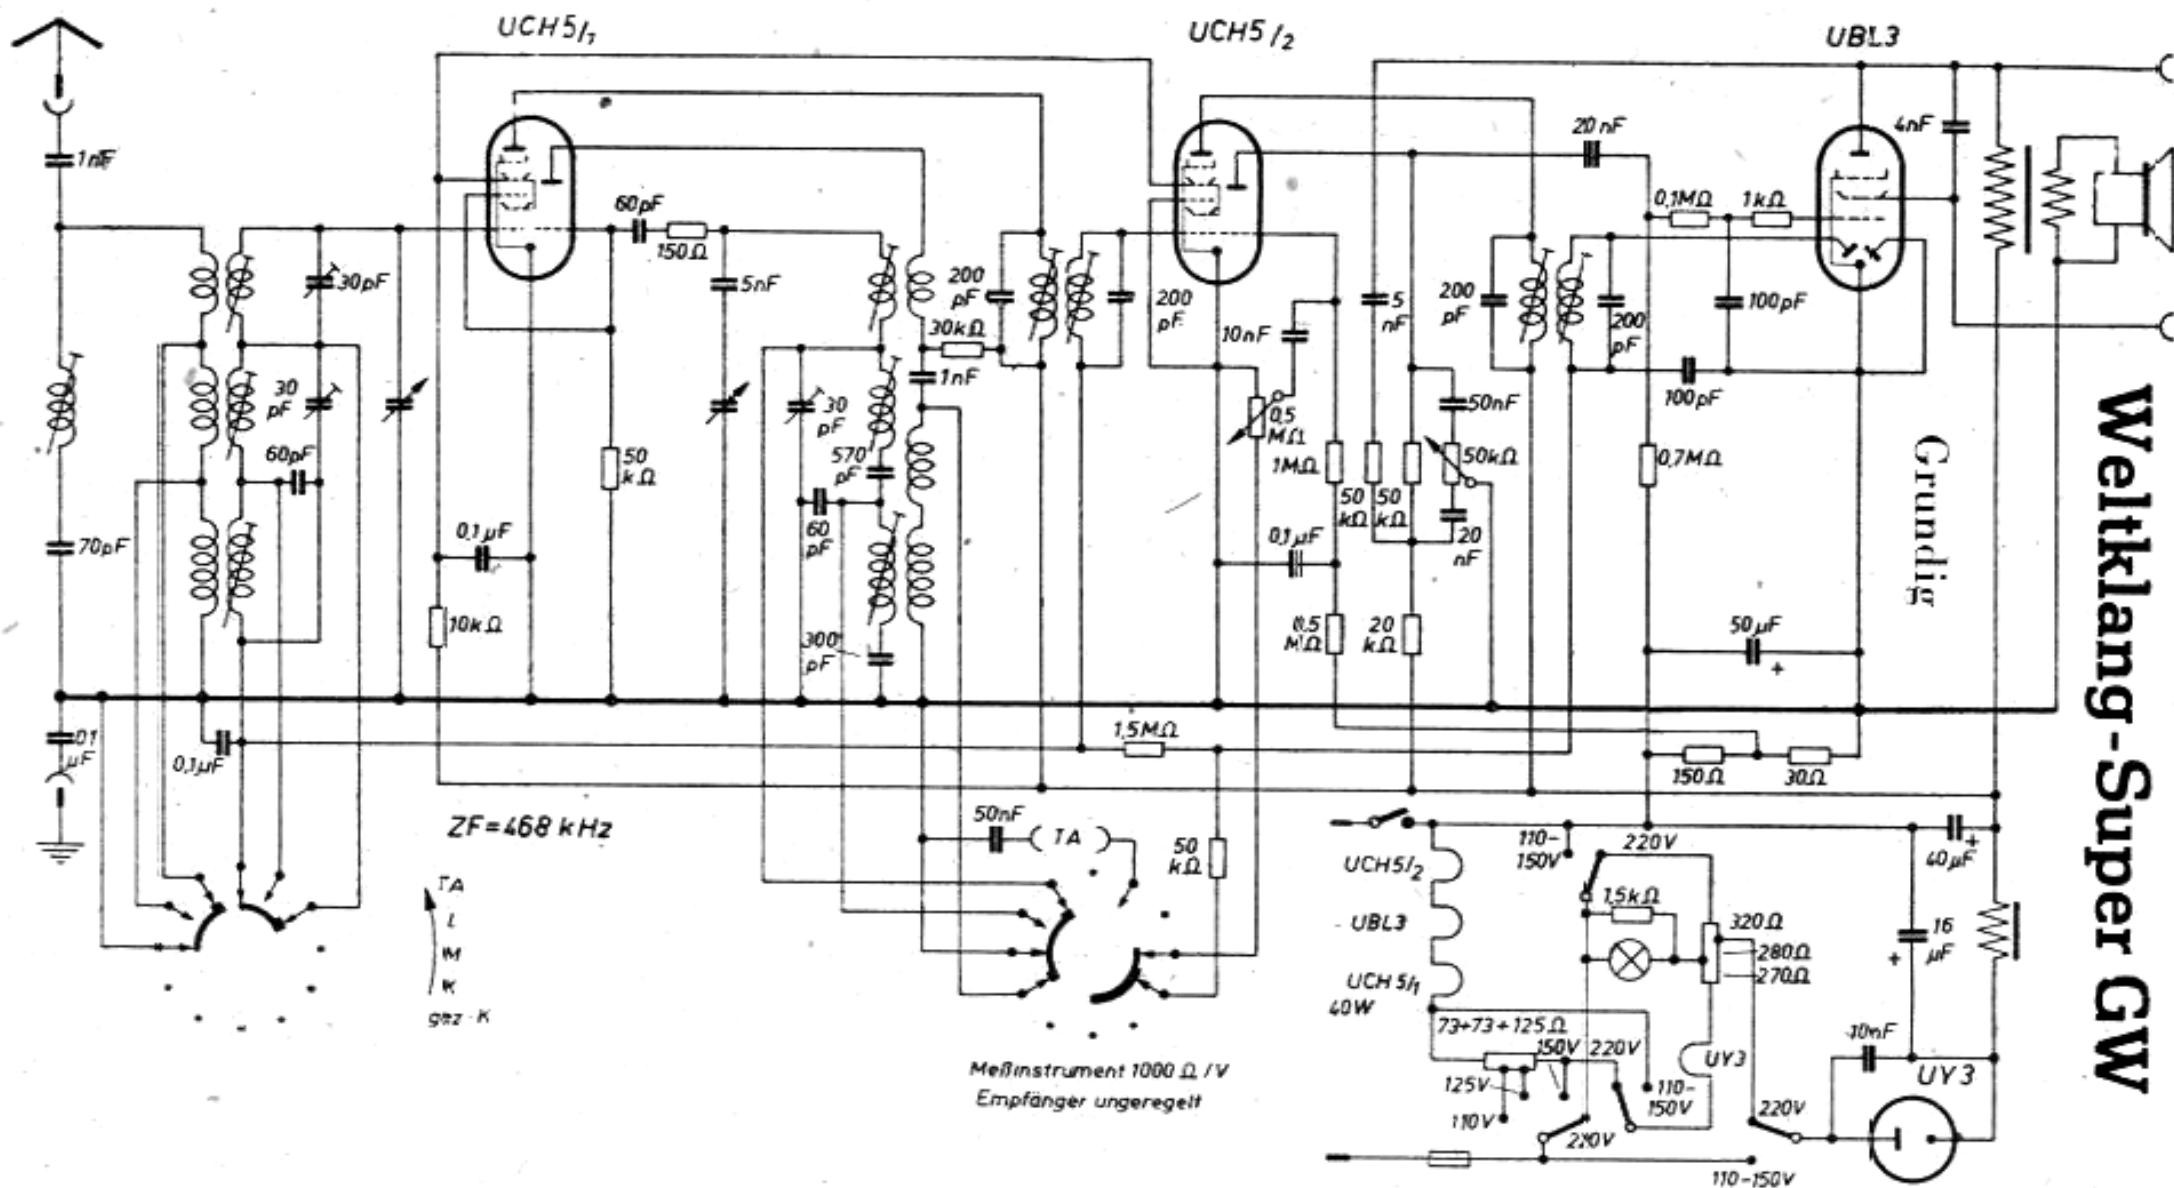 UCH5/1
UCH5/2
UBL3
1nF
30pF
60pF
150Ω
5nF
200
pF
30kΩ
1nF
200
pF
10nF
5
nF
200
pF
20nF
0,1MΩ
1kΩ
4nF
100pF
200
pF
100pF
30
pF
60pF
70pF
0,1µF
10kΩ
50
kΩ
30
pF
570
pF
60
pF
300
pF
0,5
MΩ
1MΩ
0,1µF
0,5
MΩ
50
kΩ
50
kΩ
50nF
50kΩ
20
nF
20
kΩ
0,7MΩ
50µF
+
Grundig
Weltklang-Super GW
01
µF
0,1µF
1,5MΩ
150Ω
30Ω
ZF=468 kHz
TA
L
M
K
gez-K
50nF
TA
50
kΩ
Meßinstrument 1000 Ω/V
Empfänger ungeregelt
UCH5/2
UBL3
UCH5/1
40W
73+73+125Ω
110-
150V
220V
1,5kΩ
320Ω
280Ω
270Ω
40µF
+
16
µF
+
150V
220V
125V
110V
110-
150V
220V
UY3
10nF
UY3
220V
110-150V